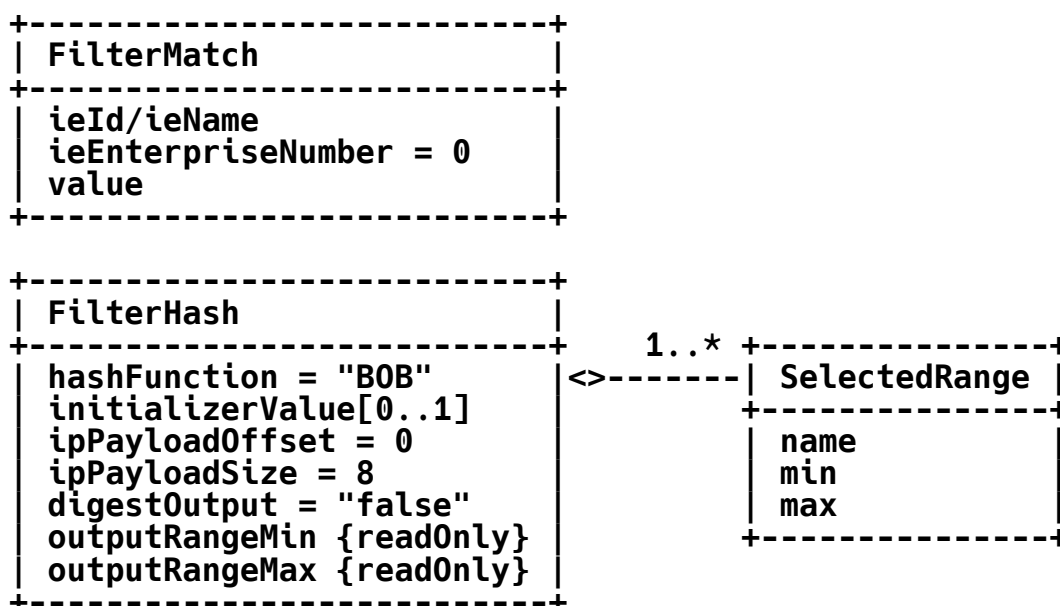 +---------------------------+
| FilterMatch               |
+---------------------------+
| ieId/ieName               |
| ieEnterpriseNumber = 0    |
| value                     |
+---------------------------+

+---------------------------+
| FilterHash                |
+---------------------------+    1..* +---------------+
| hashFunction = "BOB"      |<>-------| SelectedRange |
| initializerValue[0..1]    |         +---------------+
| ipPayloadOffset = 0       |         | name          |
| ipPayloadSize = 8         |         | min           |
| digestOutput = "false"    |         | max           |
| outputRangeMin {readOnly} |         +---------------+
| outputRangeMax {readOnly} |
+---------------------------+